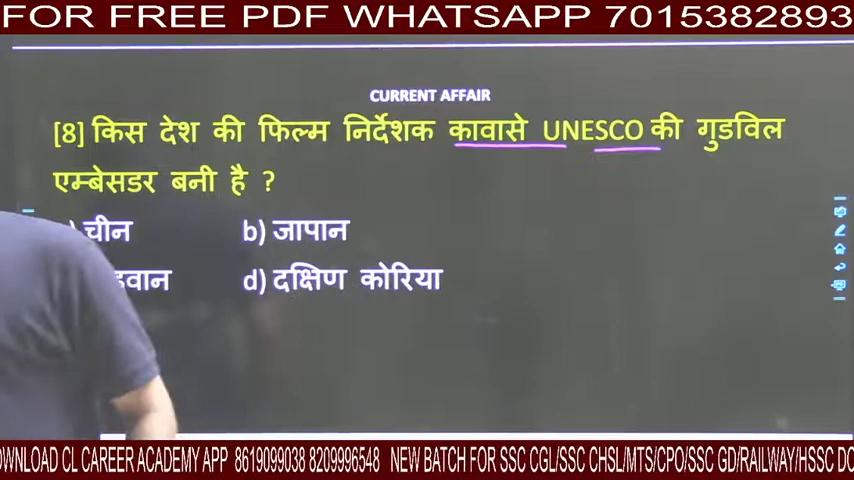 FOR FREE PDF WHATSAPP 7015382893
CURRENT AFFAIR
[8] किस देश की फिल्म निर्देशक कावासे UNESCO की गुडविल
एम्बेसडर बनी है ?
चीन b) जापान
d) दक्षिण कोरिया
CL CAREER ACADEMY APP 8619099038 8209996548 NEW BATCH FOR SSC CGL/SSC CHSL/MTS/CPO/SSC GD/RAILWAY/HSSC